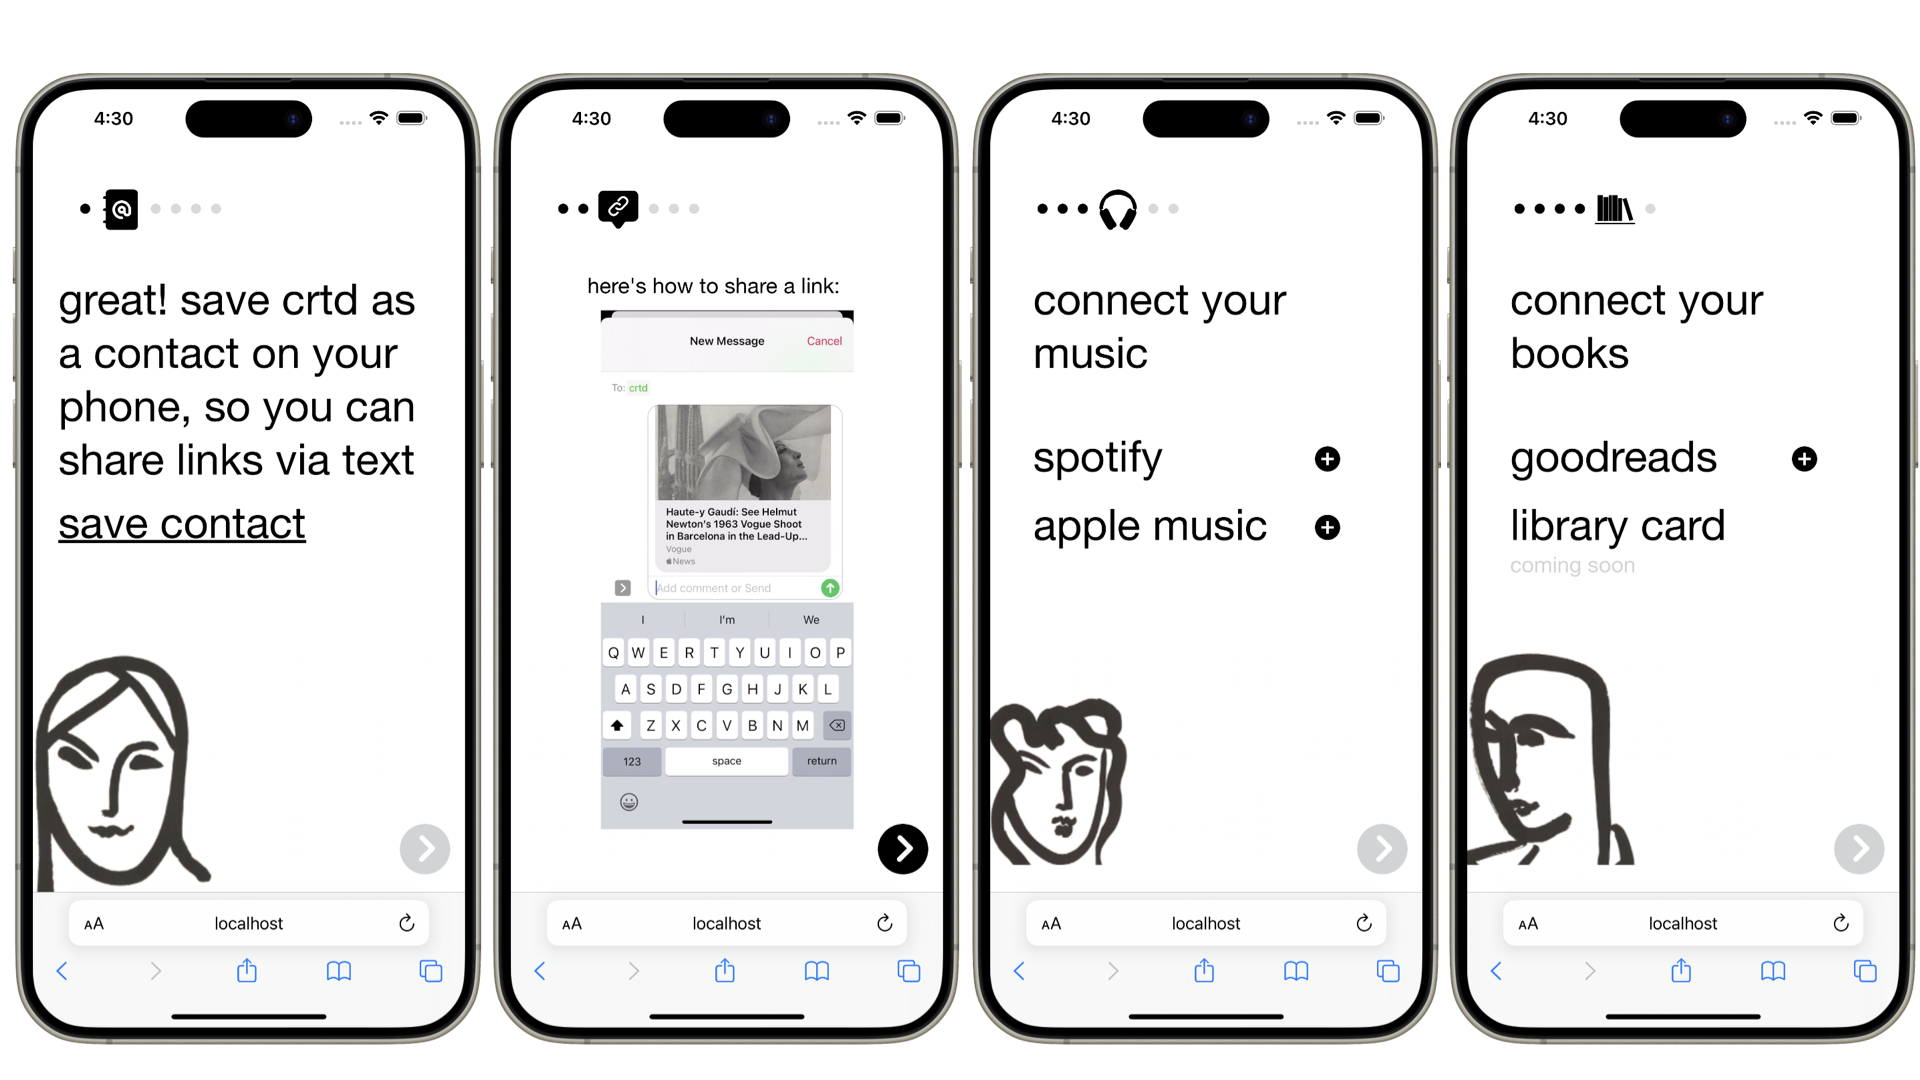 4:30
great! save crtd as
a contact on your
phone, so you can
share links via text
save contact
AA
localhost
4:30
here's how to share a link:
New Message
Cancel
To: crtd
Haute-y Gaudí: See Helmut
Newton's 1963 Vogue Shoot
in Barcelona in the Lead-Up...
Vogue
News
Add comment or Send
I
I'm
We
Q W E R T Y U I O P
A S D F G H J K L
Z X C V B N M
123
space
return
AA
localhost
4:30
connect your
music
spotify
apple music
AA
localhost
4:30
connect your
books
goodreads
library card
coming soon
AA
localhost